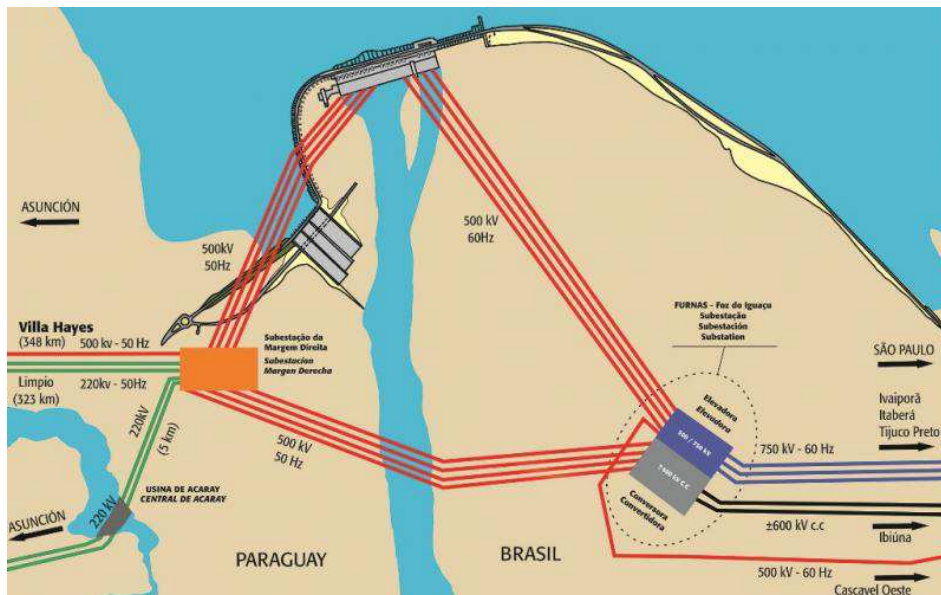 ASUNCIÓN
500kV
50Hz
500 kV
60Hz
FURNAS - Foz do Iguaçu
Subestação
Subestación
Substation
Villa Hayes
(348 km)
500 kv - 50 Hz
Subestação da
Margem Direita
Subestacion
Margen Derecha
Limpio
(323 km)
220kv - 50Hz
220kV
(5 km)
500 kV
50 Hz
SÃO PAULO
Ivaiporã
Itaberá
Tijuco Preto
Elevadora
Elevadora
500 / 750 kV
750 kV - 60 Hz
USINA DE ACARAY
CENTRAL DE ACARAY
220 kV
ASUNCIÓN
PARAGUAY
BRASIL
Conversora
Convertidora
±600 kV c.c
Ibiúna
500 kV - 60 Hz
Cascavel Oeste